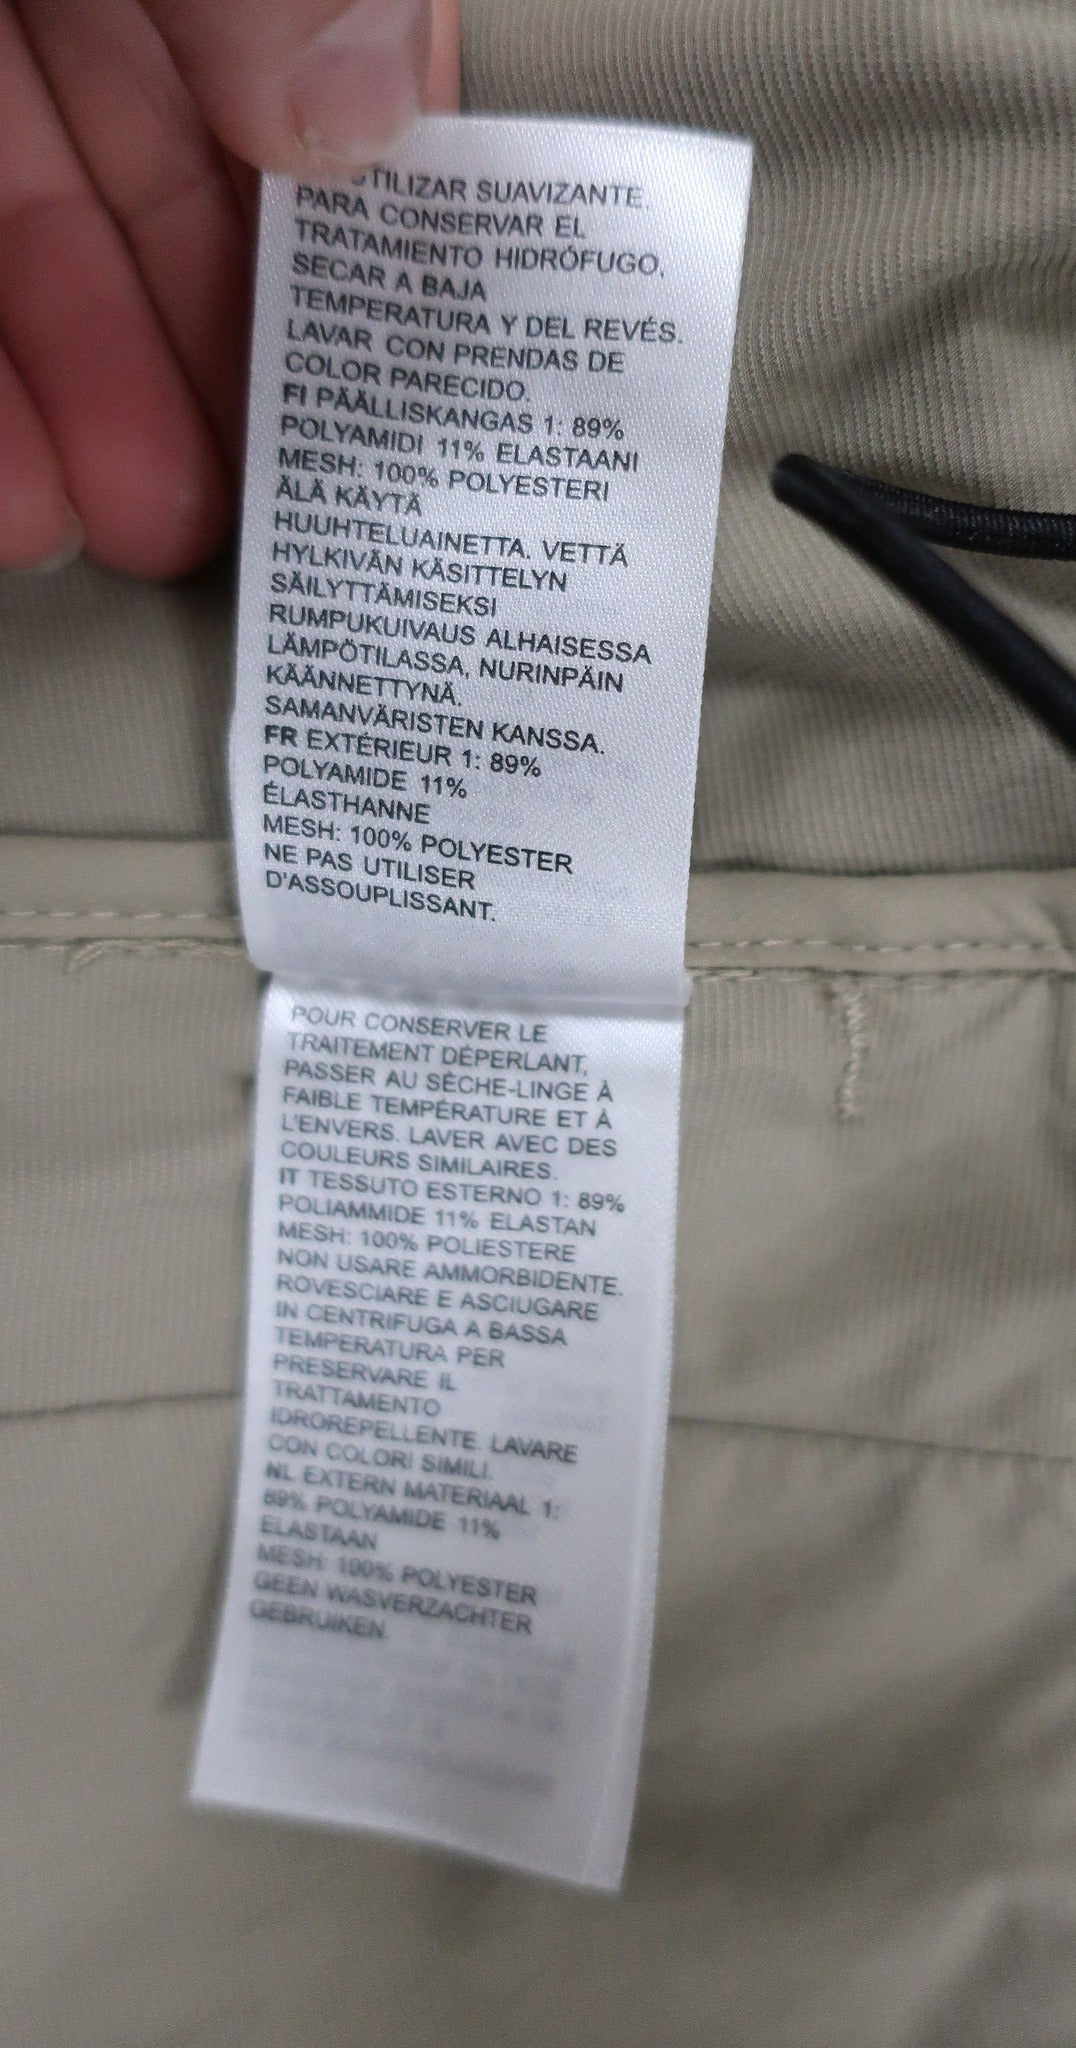 UTILIZAR SUAVIZANTE.
PARA CONSERVAR EL
TRATAMIENTO HIDRÓFUGO,
SECAR A BAJA
TEMPERATURA Y DEL REVÉS.
LAVAR CON PRENDAS DE
COLOR PARECIDO.
FI PÄÄLLISKANGAS 1: 89%
POLYAMIDI 11% ELASTAANI
MESH: 100% POLYESTERI
ÄLÄ KÄYTÄ
HUUHTELUAINETTA. VETTÄ
HYLKIVÄN KÄSITTELYN
SÄILYTTÄMISEKSI
RUMPUKUIVAUS ALHAISESSA
LÄMPÖTILASSA, NURINPÄIN
KÄÄNNETTYNÄ.
SAMANVÄRISTEN KANSSA.
FR EXTÉRIEUR 1: 89%
POLYAMIDE 11%
ÉLASTHANNE
MESH: 100% POLYESTER
NE PAS UTILISER
D'ASSOUPLISSANT.
POUR CONSERVER LE
TRAITEMENT DÉPERLANT,
PASSER AU SÈCHE-LINGE À
FAIBLE TEMPÉRATURE ET À
L'ENVERS. LAVER AVEC DES
COULEURS SIMILAIRES.
IT TESSUTO ESTERNO 1: 89%
POLIAMMIDE 11% ELASTAN
MESH: 100% POLIESTERE
NON USARE AMMORBIDENTE.
ROVESCIARE E ASCIUGARE
IN CENTRIFUGA A BASSA
TEMPERATURA PER
PRESERVARE IL
TRATTAMENTO
IDROREPELLENTE. LAVARE
CON COLORI SIMILI.
NL EXTERN MATERIAAL 1:
89% POLYAMIDE 11%
ELASTAAN
MESH: 100% POLYESTER
GEEN WASVERZACHTER
GEBRUIKEN.